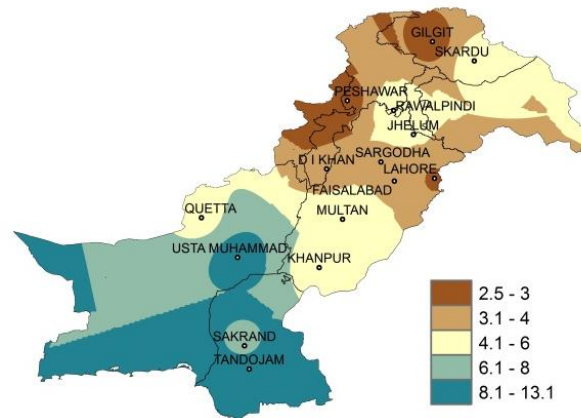 GILGIT
SKARDU
PESHAWAR
RAWALPINDI
JHELUM
SARGODHA
D I KHAN
LAHORE
FAISALABAD
QUETTA
MULTAN
USTA MUHAMMAD
KHANPUR
2.5 - 3
3.1 - 4
4.1 - 6
6.1 - 8
8.1 - 13.1
SAKRAND
TANDOJAM